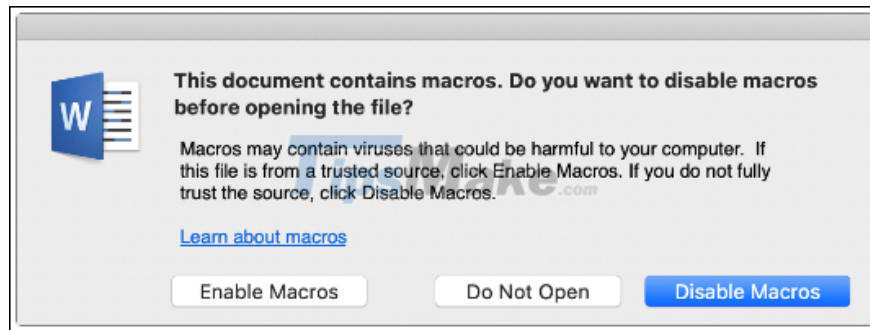 This document contains macros. Do you want to disable macros
before opening the file?
W
Macros may contain viruses that could be harmful to your computer. If
this file is from a trusted source, click Enable Macros. If you do not fully
trust the source, click Disable Macros.
TipsMake.com
Learn about macros
Enable Macros
Do Not Open
Disable Macros